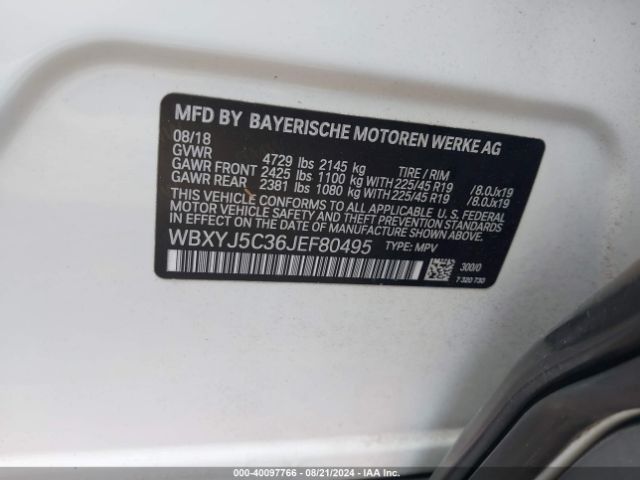 MFD BY BAYERISCHE MOTOREN WERKE AG
08/18
GVWR 4729 lbs 2145 kg TIRE / RIM
GAWR FRONT 2425 lbs 1100 kg WITH 225/45 R19 /8.0Jx19
GAWR REAR 2381 lbs 1080 kg WITH 225/45 R19 /8.0Jx19
THIS VEHICLE CONFORMS TO ALL APPLICABLE U. S. FEDERAL
MOTOR VEHICLE SAFETY AND THEFT PREVENTION STANDARDS
IN EFFECT ON THE DATE OF MANUFACTURE SHOWN ABOVE.
WBXYJ5C36JEF80495 TYPE: MPV
300/0
7 320 730
000-40097766 - 08/21/2024 - IAA Inc.